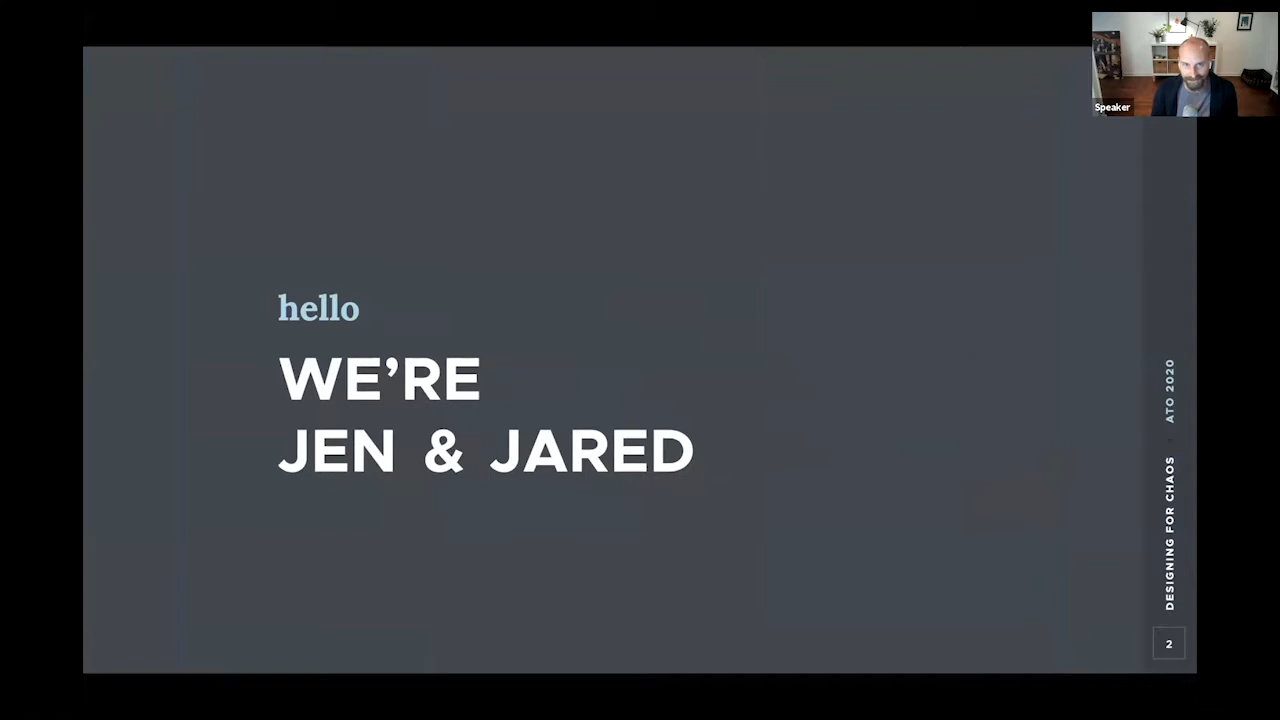 Speaker
hello
WE'RE
JEN & JARED
DESIGNING FOR CHAOS ATO 2020
2